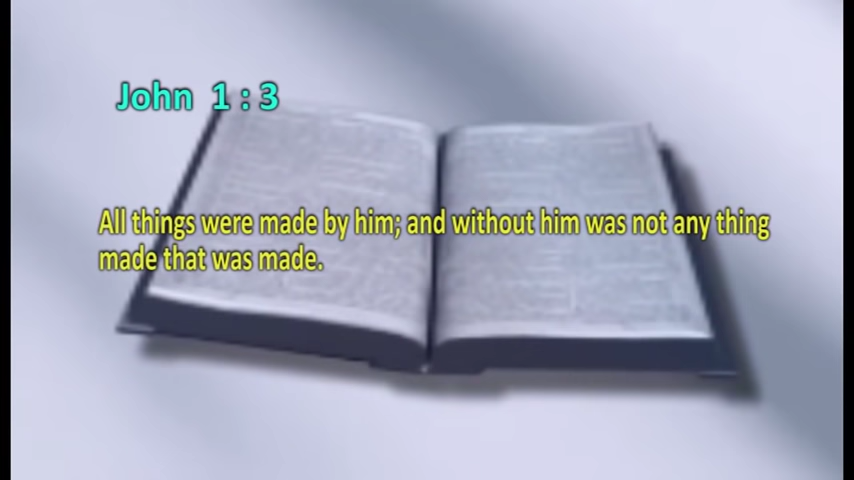 John 1 : 3
All things were made by him; and without him was not any thing
made that was made.